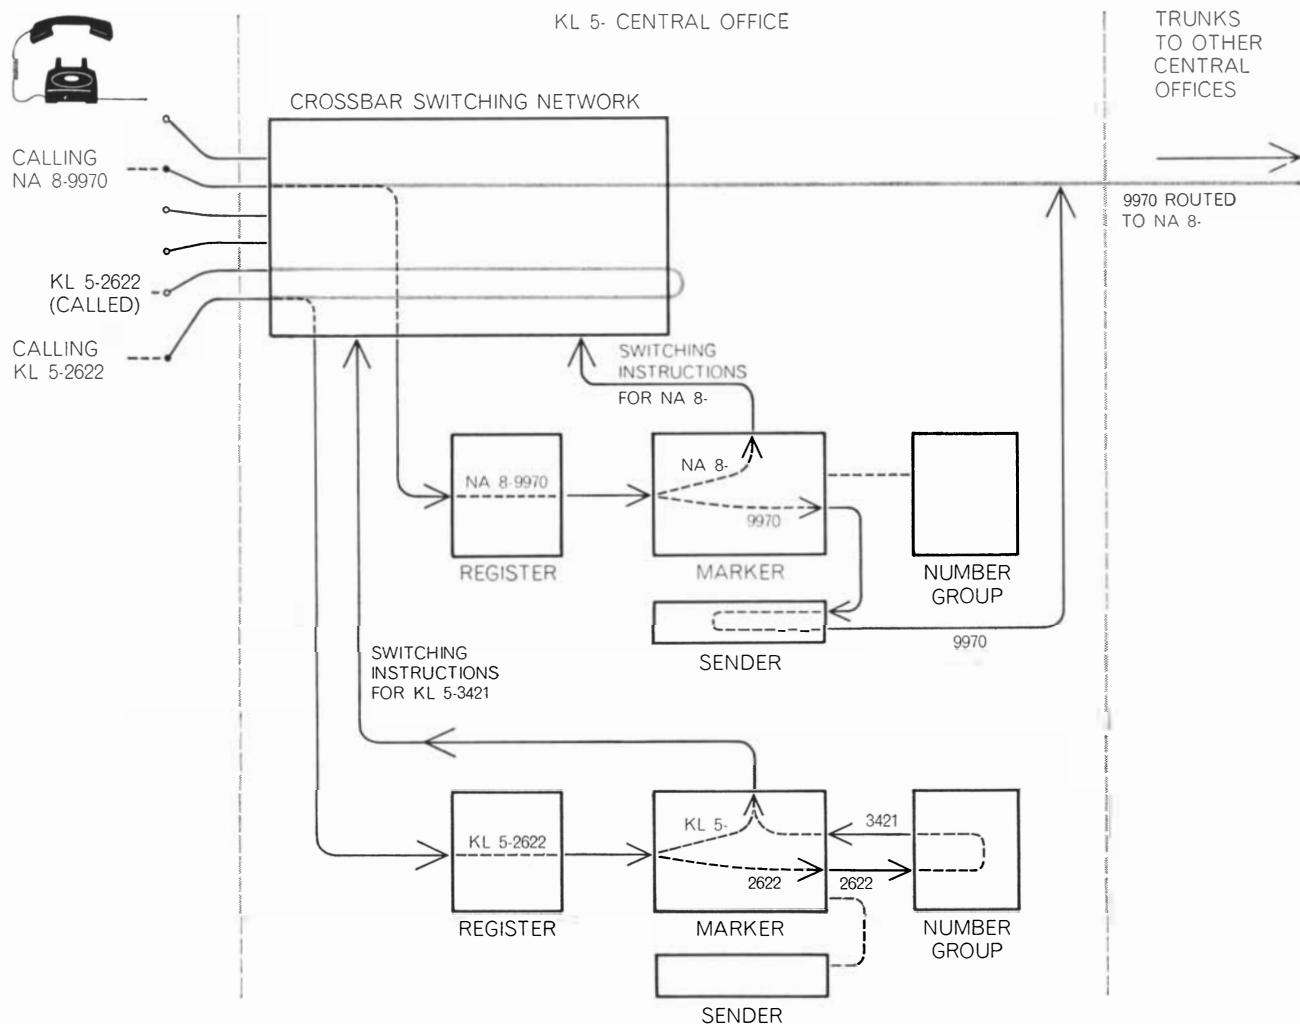 KL 5- CENTRAL OFFICE
TRUNKS
TO OTHER
CENTRAL
OFFICES
CROSSBAR SWITCHING NETWORK
CALLING
NA 8-9970
9970 ROUTED
TO NA 8-
KL 5-2622
(CALLED)
CALLING
KL 5-2622
SWITCHING
INSTRUCTIONS
FOR NA 8-
NA 8-9970
NA 8-
9970
REGISTER
MARKER
NUMBER
GROUP
SENDER
9970
SWITCHING
INSTRUCTIONS
FOR KL 5-3421
KL 5-2622
KL 5-
3421
2622
2622
REGISTER
MARKER
NUMBER
GROUP
SENDER